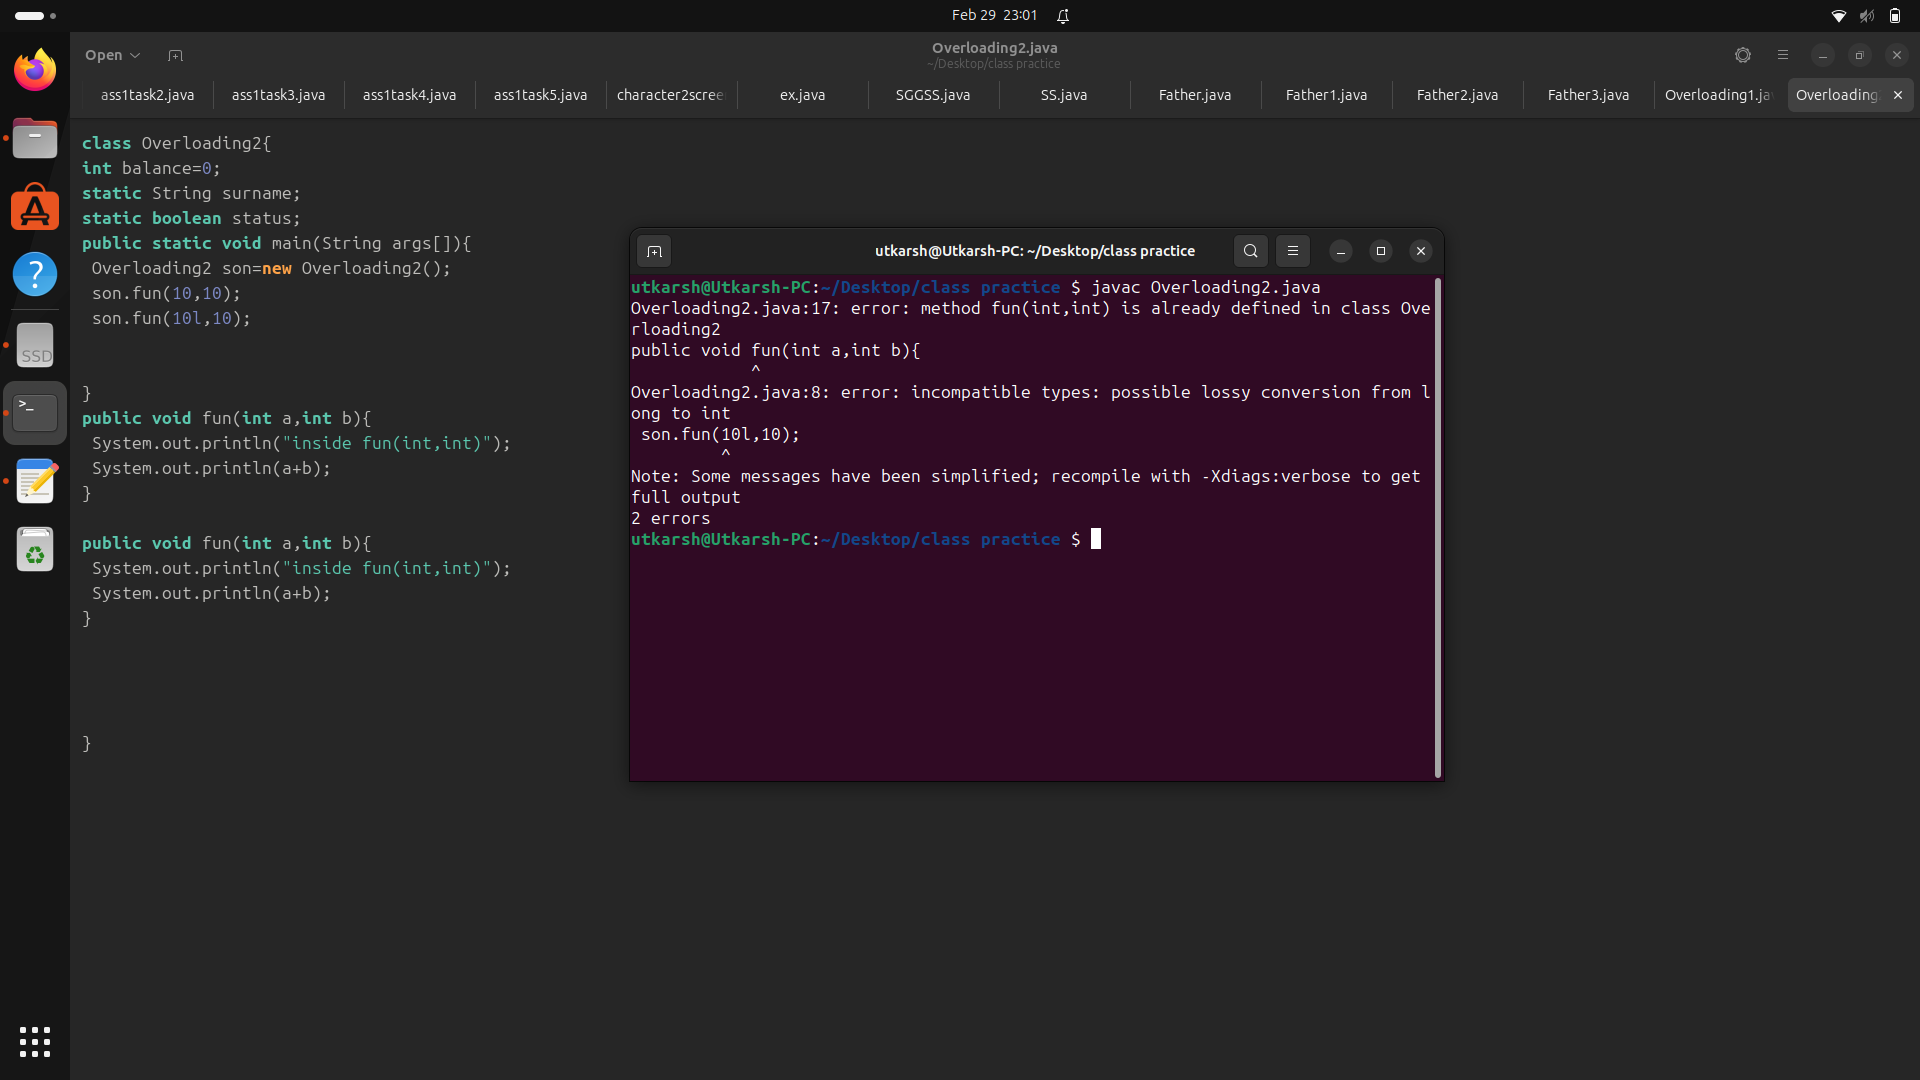 Feb 29 23:01
Open
Overloading2.java
~/Desktop/class practice
ass1task2.java
ass1task3.java
ass1task4.java
ass1task5.java
character2scree
ex.java
SGGSS.java
SS.java
Father.java
Father1.java
Father2.java
Father3.java
Overloading1.ja
Overloading
class Overloading2{
int balance=0;
static String surname;
static boolean status;
public static void main(String args[]){
 Overloading2 son=new Overloading2();
 son.fun(10,10);
 son.fun(10l,10);
}
public void fun(int a,int b){
 System.out.println("inside fun(int,int)");
 System.out.println(a+b);
}
public void fun(int a,int b){
 System.out.println("inside fun(int,int)");
 System.out.println(a+b);
}
}
utkarsh@Utkarsh-PC: ~/Desktop/class practice
utkarsh@Utkarsh-PC:~/Desktop/class practice $ javac Overloading2.java
Overloading2.java:17: error: method fun(int,int) is already defined in class Ove
rloading2
public void fun(int a,int b){
            ^
Overloading2.java:8: error: incompatible types: possible lossy conversion from l
ong to int
 son.fun(10l,10);
         ^
Note: Some messages have been simplified; recompile with -Xdiags:verbose to get
full output
2 errors
utkarsh@Utkarsh-PC:~/Desktop/class practice $
SSD
>_
?